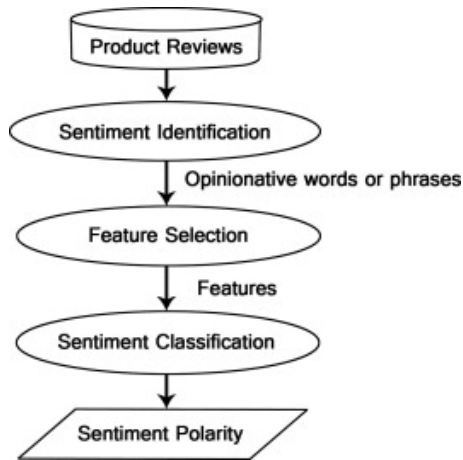 Product Reviews
Sentiment Identification
Opinionative words or phrases
Feature Selection
Features
Sentiment Classification
Sentiment Polarity